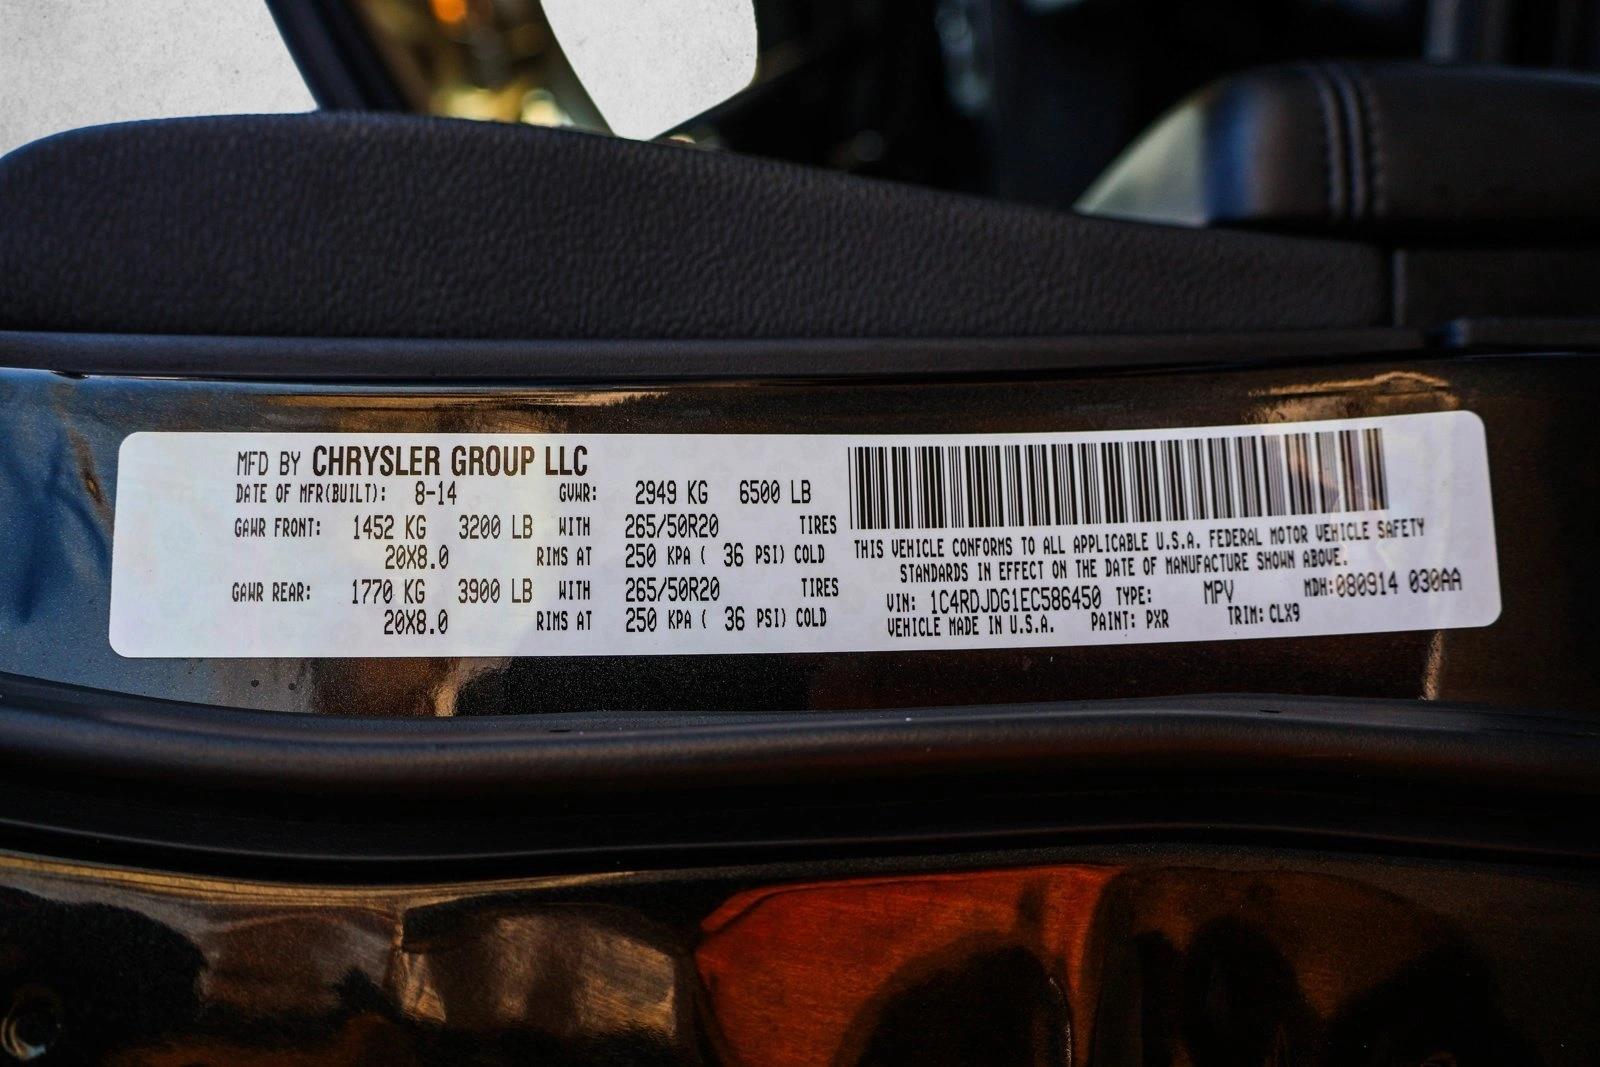 MFD BY CHRYSLER GROUP LLC
DATE OF MFR(BUILT): 8-14 GVWR: 2949 KG 6500 LB
GAWR FRONT: 1452 KG 3200 LB WITH 265/50R20 TIRES
20X8.0 RIMS AT 250 KPA ( 36 PSI) COLD
GAWR REAR: 1770 KG 3900 LB WITH 265/50R20 TIRES
20X8.0 RIMS AT 250 KPA ( 36 PSI) COLD
THIS VEHICLE CONFORMS TO ALL APPLICABLE U.S.A. FEDERAL MOTOR VEHICLE SAFETY
STANDARDS IN EFFECT ON THE DATE OF MANUFACTURE SHOWN ABOVE.
VIN: 1C4RDJDG1EC586450 TYPE: MPV MDH:080914 030AA
VEHICLE MADE IN U.S.A. PAINT: PXR TRIM: CLX9